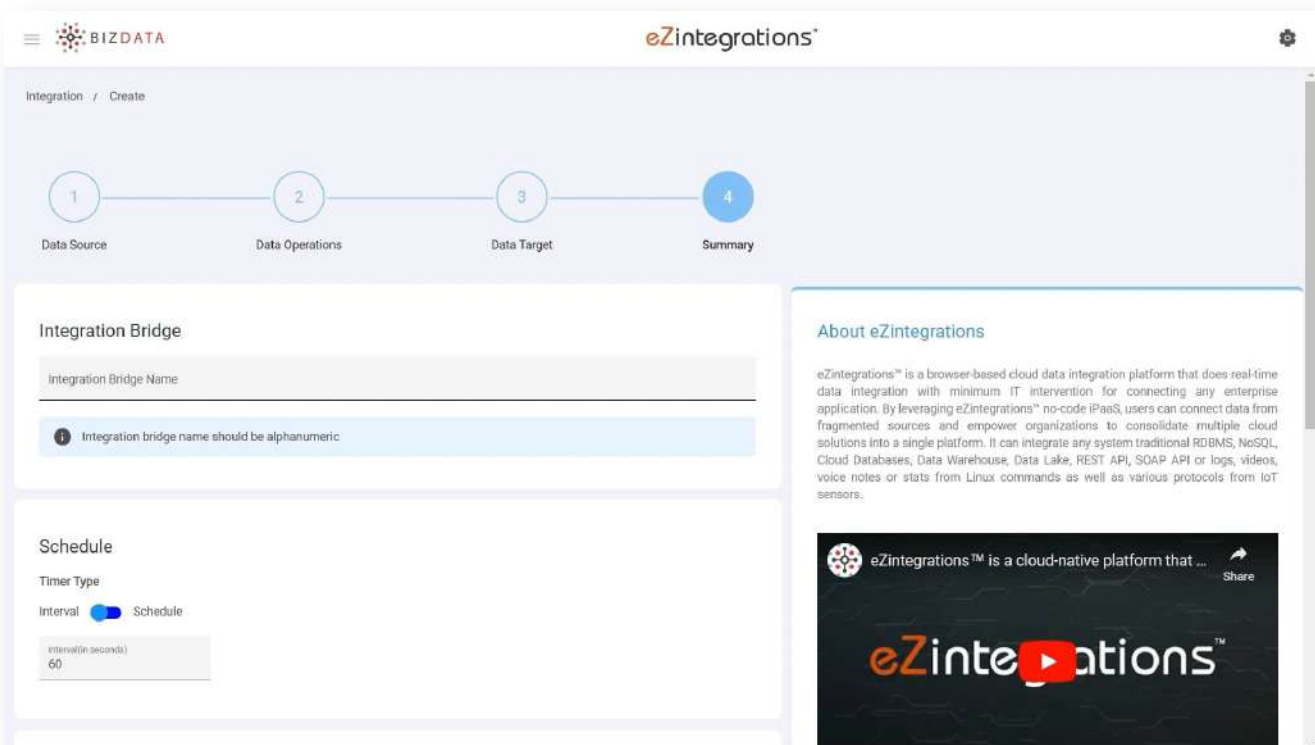 BIZDATA
eZintegrations™
Integration / Create
1
2
3
4
Data Source
Data Operations
Data Target
Summary
Integration Bridge
Integration Bridge Name
Integration bridge name should be alphanumeric
Schedule
Timer Type
Interval
Schedule
Interval(in seconds)
60
About eZintegrations
eZintegrations™ is a browser-based cloud data integration platform that does real-time
data integration with minimum IT intervention for connecting any enterprise
application. By leveraging eZintegrations™ no-code iPaaS, users can connect data from
fragmented sources and empower organizations to consolidate multiple cloud
solutions into a single platform. It can integrate any system traditional RDBMS, NoSQL,
Cloud Databases, Data Warehouse, Data Lake, REST API, SOAP API or logs, videos,
voice notes or stats from Linux commands as well as various protocols from IoT
sensors.
eZintegrations™ is a cloud-native platform that ...
Share
eZinte ations™